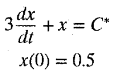 3 dx/dt + x = C*
x(0) = 0.5